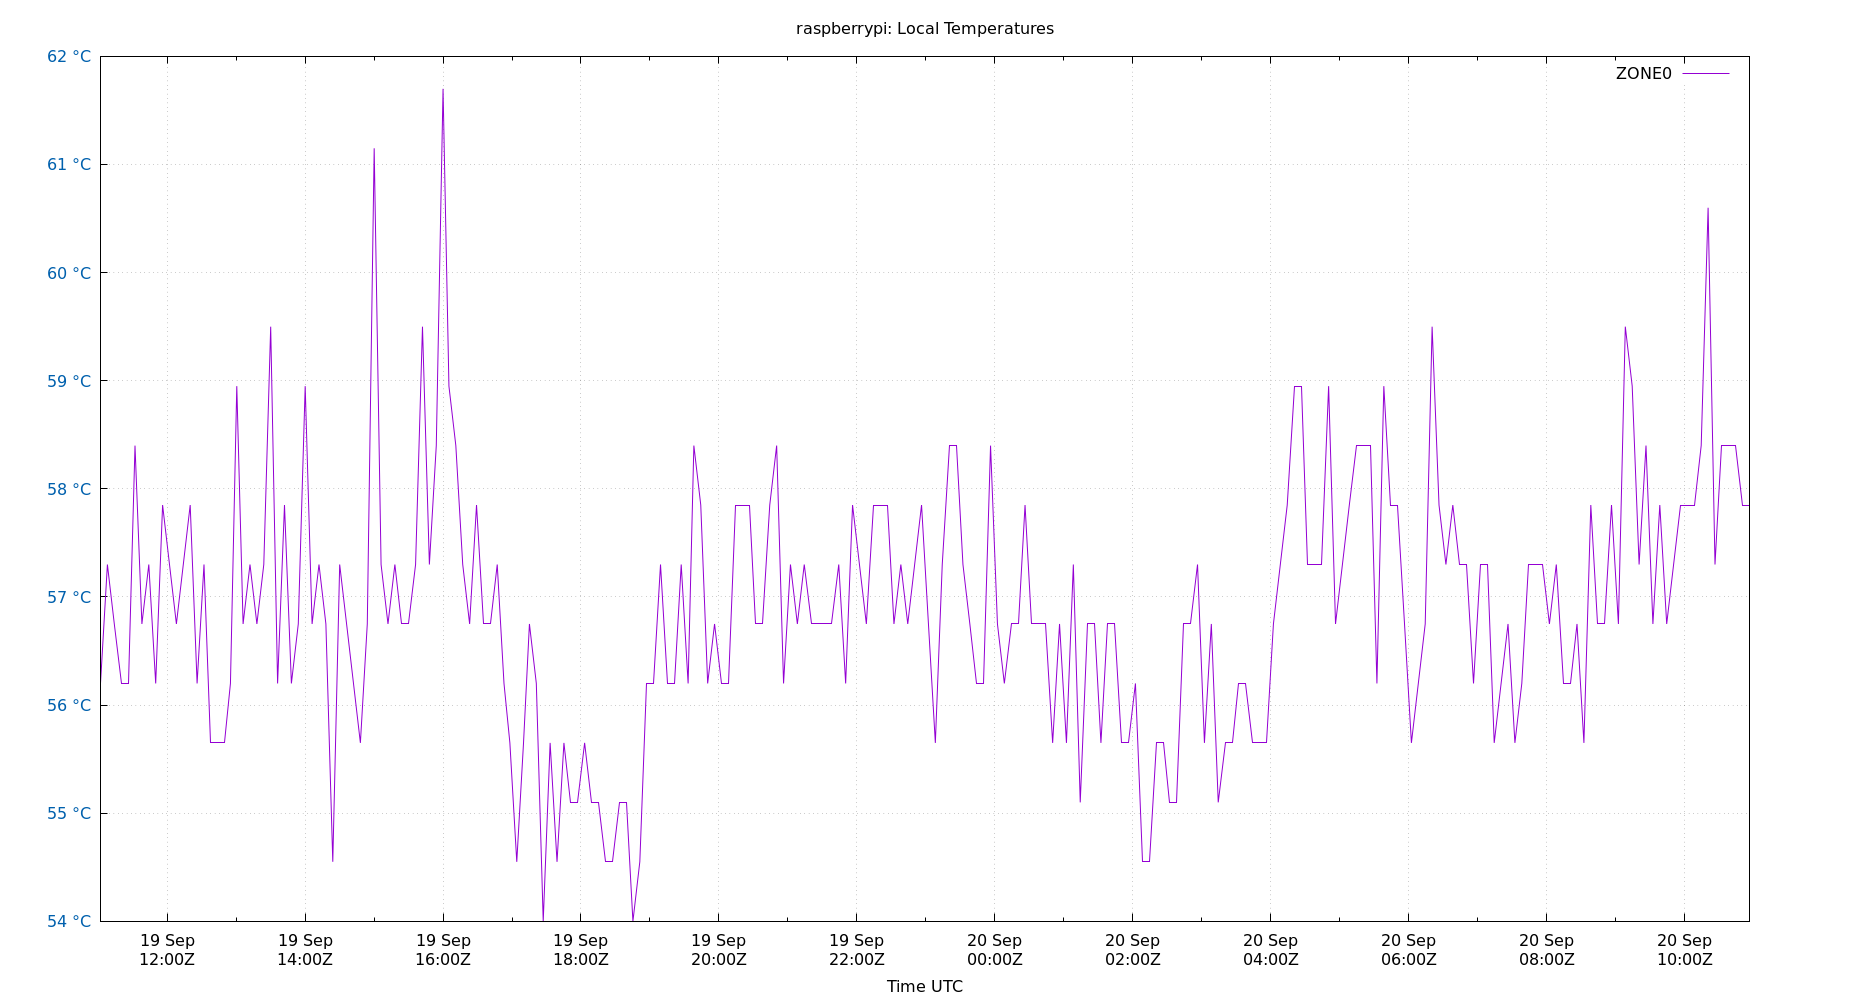 raspberrypi: Local Temperatures
62 °C
ZONE0
61 °C
60 °C
59 °C
58 °C
57 °C
56 °C
55 °C
54 °C
19 Sep 19 Sep 19 Sep 19 Sep 19 Sep 19 Sep 20 Sep 20 Sep 20 Sep 20 Sep 20 Sep 20 Sep
12:00Z 14:00Z 16:00Z 18:00Z 20:00Z 22:00Z 00:00Z 02:00Z 04:00Z 06:00Z 08:00Z 10:00Z
Time UTC